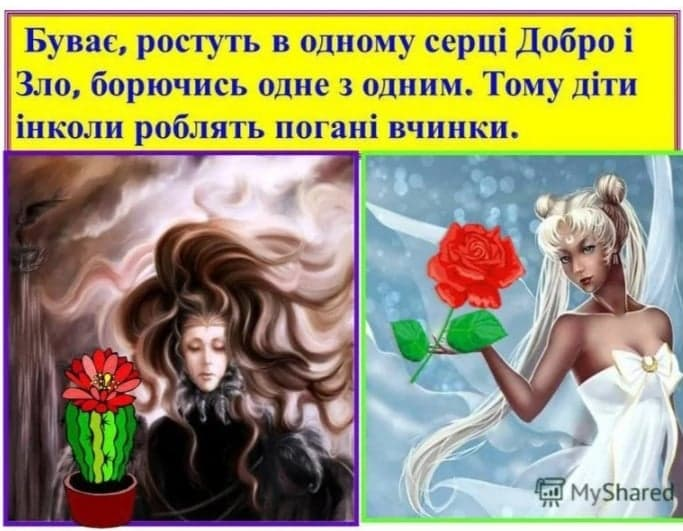 Буває, ростуть в одному серці Добро і
Зло, борючись одне з одним. Тому діти
інколи роблять погані вчинки.
MyShared